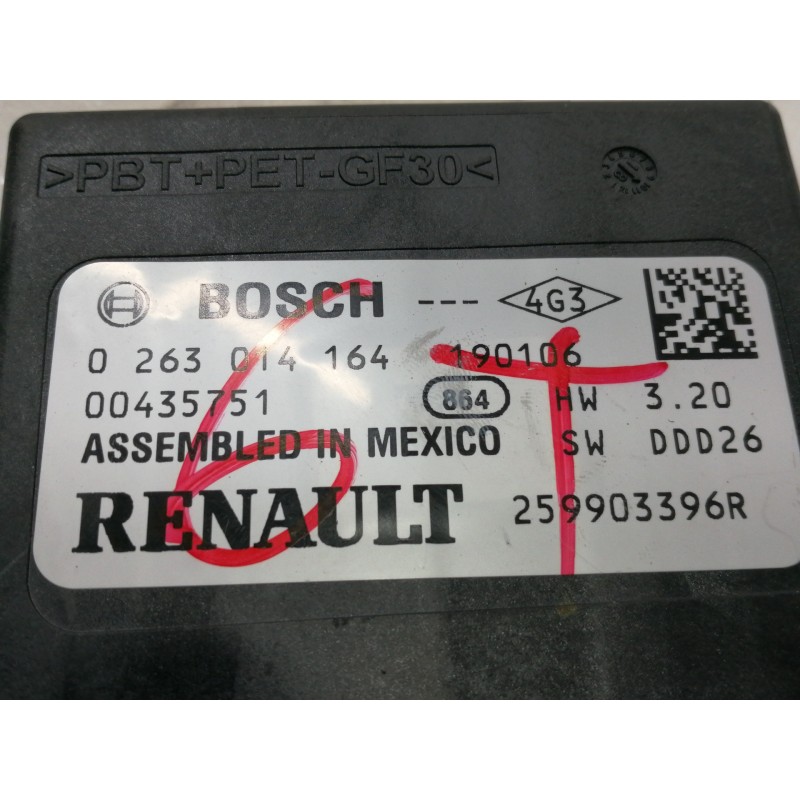 >PBT+PET-GF30<
BOSCH --- 4G3
0 263 014 164 190106
00435751 864 HW 3.20
ASSEMBLED IN MEXICO SW DDD26
RENAULT 259903396R
6T